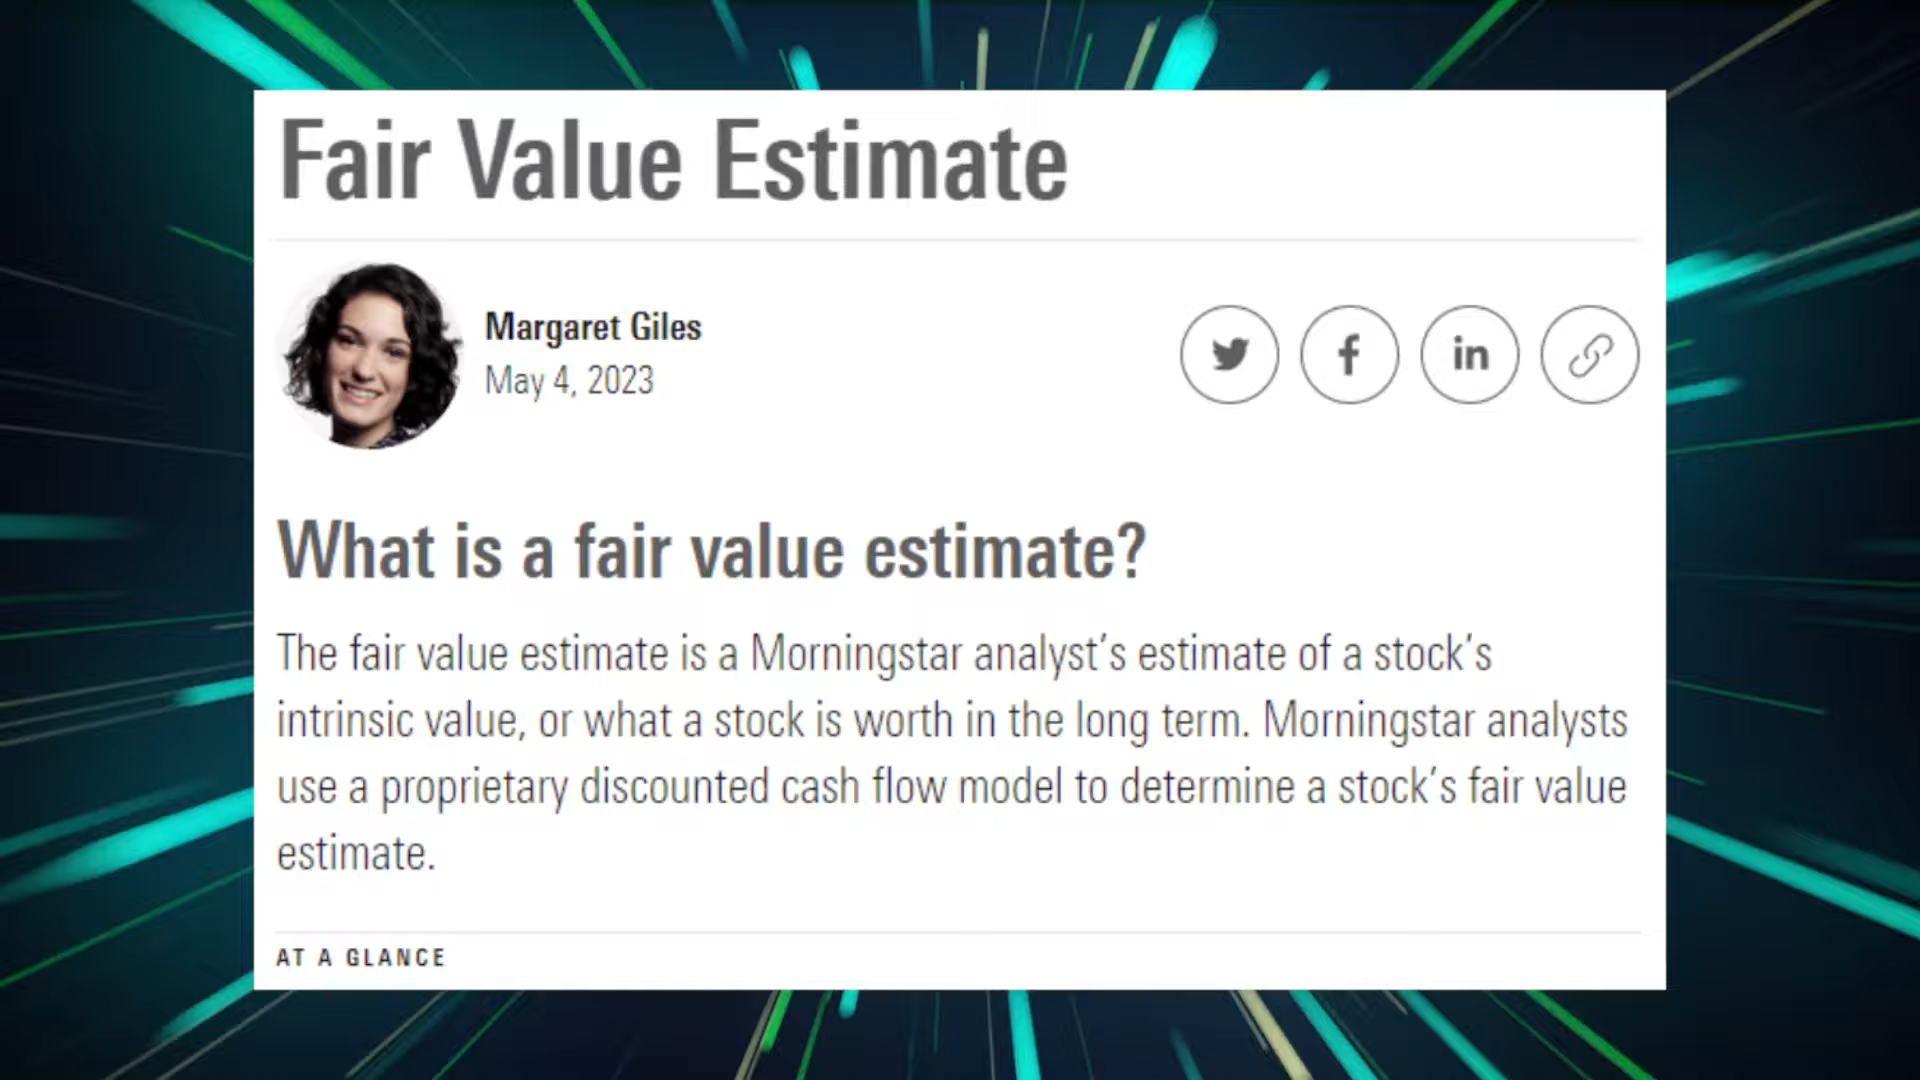 Fair Value Estimate
Margaret Giles
May 4, 2023
What is a fair value estimate?
The fair value estimate is a Morningstar analyst’s estimate of a stock’s
intrinsic value, or what a stock is worth in the long term. Morningstar analysts
use a proprietary discounted cash flow model to determine a stock’s fair value
estimate.
AT A GLANCE